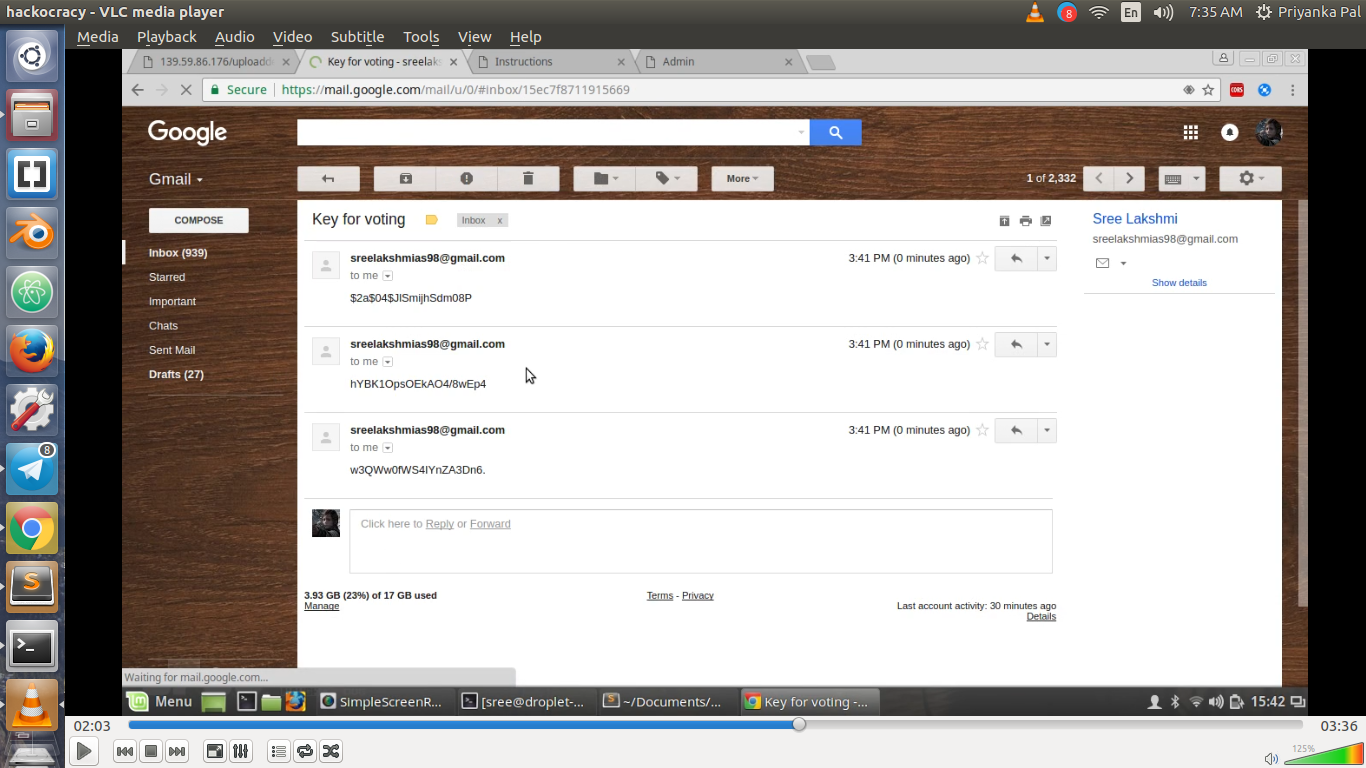 hackocracy - VLC media player
8
En
7:35 AM
Priyanka Pal
Media Playback Audio Video Subtitle Tools View Help
139.59.86.176/upload
Key for voting - sreelak
Instructions
Admin
Secure
https://mail.google.com/mail/u/0/#inbox/15ec7f8711915669
Google
Gmail
More
1 of 2,332
COMPOSE
Inbox (939)
Starred
Important
Chats
Sent Mail
Drafts (27)
Key for voting
Inbox x
sreelakshmias98@gmail.com
3:41 PM (0 minutes ago)
to me
$2a$04$JlSmijhSdm08P
sreelakshmias98@gmail.com
3:41 PM (0 minutes ago)
to me
hYBK1OpsOEkAO4/8wEp4
sreelakshmias98@gmail.com
3:41 PM (0 minutes ago)
to me
w3QWw0fWS4IYnZA3Dn6.
Click here to Reply or Forward
3.93 GB (23%) of 17 GB used
Manage
Terms - Privacy
Last account activity: 30 minutes ago
Details
Sree Lakshmi
sreelakshmias98@gmail.com
Show details
8
Waiting for mail.google.com...
Menu
SimpleScreenR...
[sree@droplet-...
~/Documents/...
Key for voting -...
15:42
02:03
03:36
125%